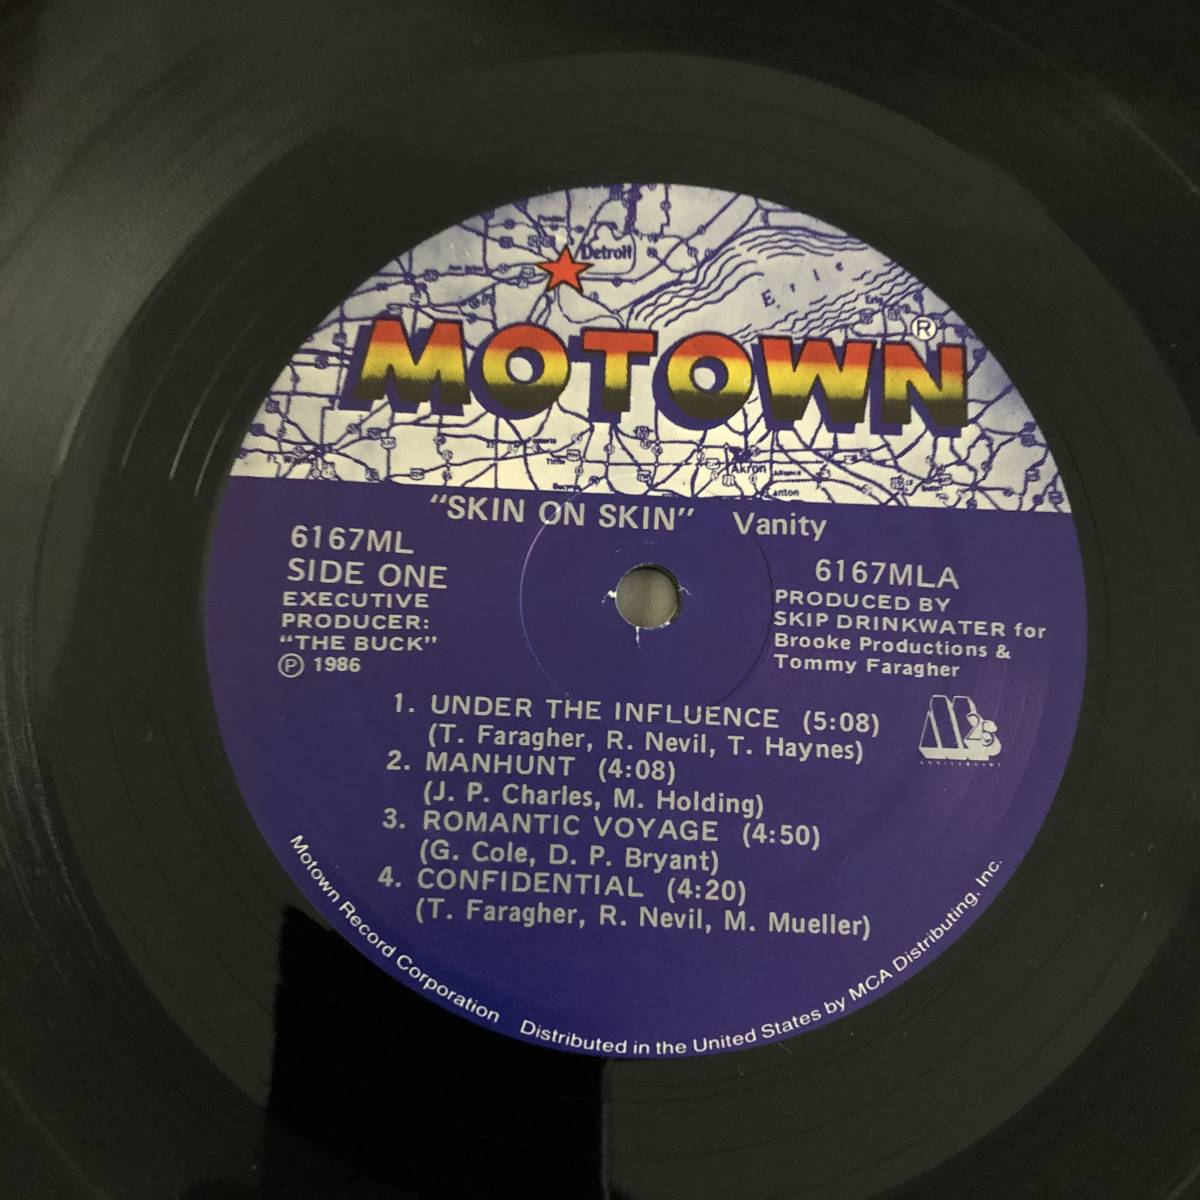 Detroit
Erie
MOTOWN®
Akron
"SKIN ON SKIN" Vanity
6167ML
SIDE ONE
EXECUTIVE
PRODUCER:
"THE BUCK"
Ⓟ 1986
6167MLA
PRODUCED BY
SKIP DRINKWATER for
Brooke Productions &
Tommy Faragher
1. UNDER THE INFLUENCE (5:08)
(T. Faragher, R. Nevil, T. Haynes)
2. MANHUNT (4:08)
(J. P. Charles, M. Holding)
3. ROMANTIC VOYAGE (4:50)
(G. Cole, D. P. Bryant)
4. CONFIDENTIAL (4:20)
(T. Faragher, R. Nevil, M. Mueller)
Motown Record Corporation Distributed in the United States by MCA Distributing, Inc.